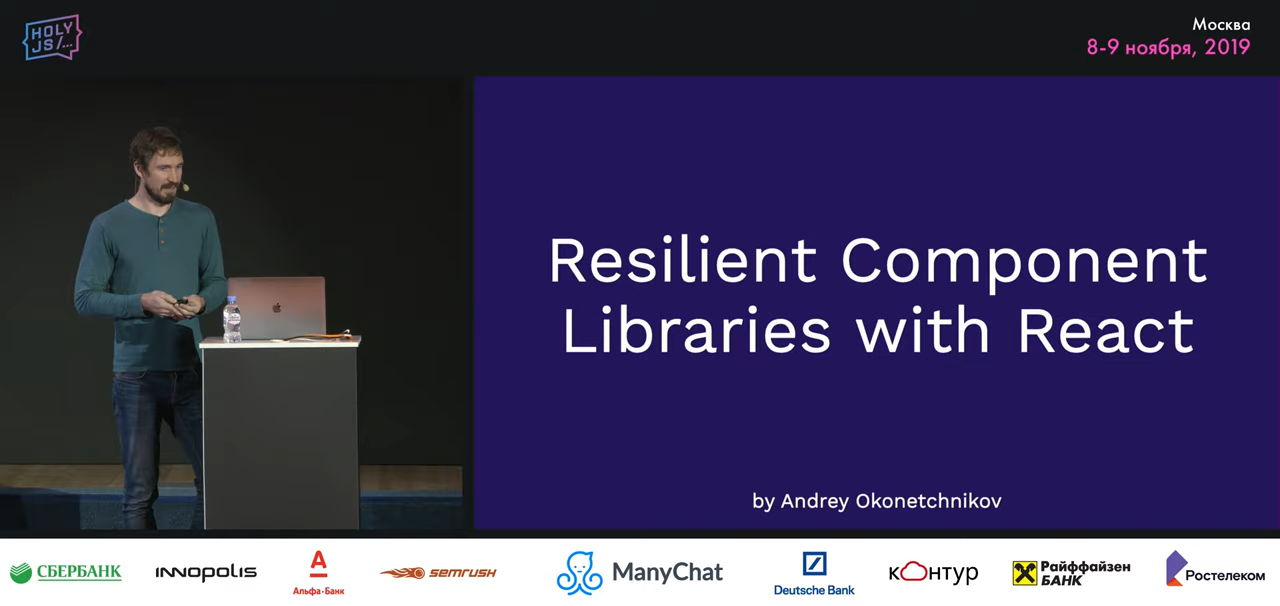 HOLY
JS/...
Москва
8-9 ноября, 2019
Resilient Component
Libraries with React
by Andrey Okonetchnikov
СБЕРБАНК
INNOPOLIS
Альфа·Банк
semrush
ManyChat
Deutsche Bank
кОнтур
Райффайзен
БАНК
Ростелеком